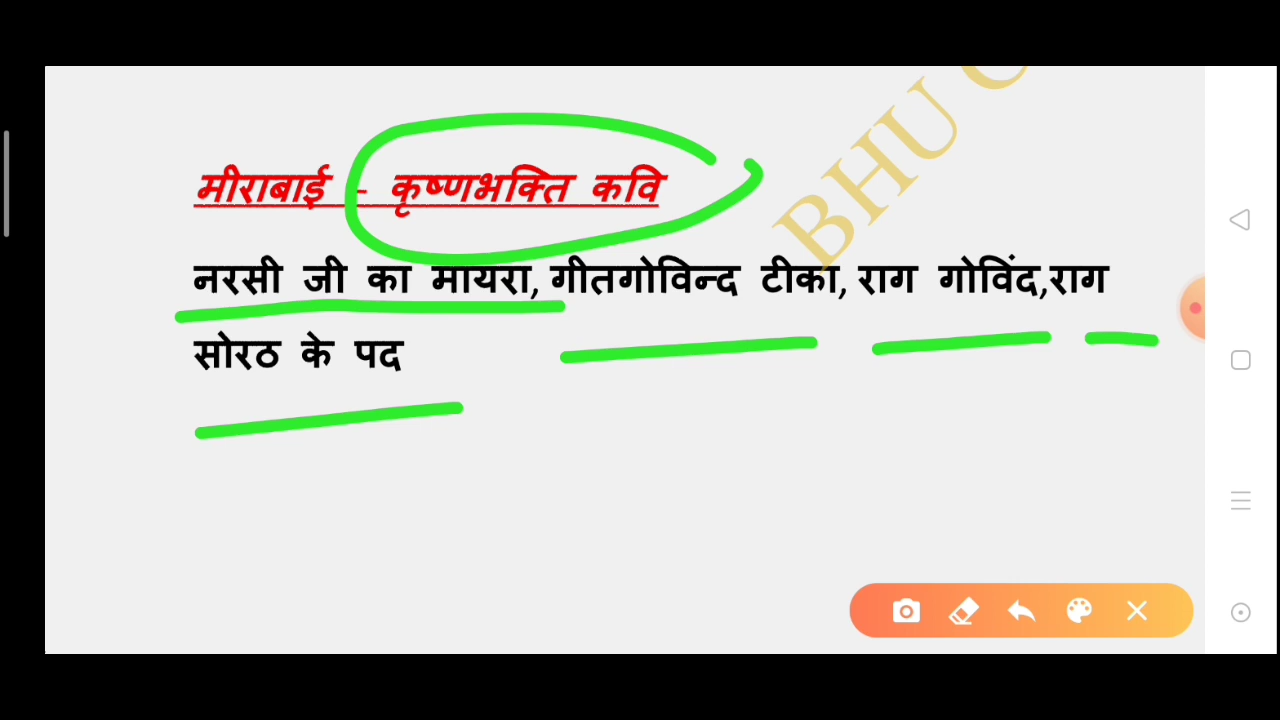 मीराबाई - कृष्णभक्ति कवि
नरसी जी का मायरा, गीतगोविन्द टीका, राग गोविंद,राग
सोरठ के पद
BHU C